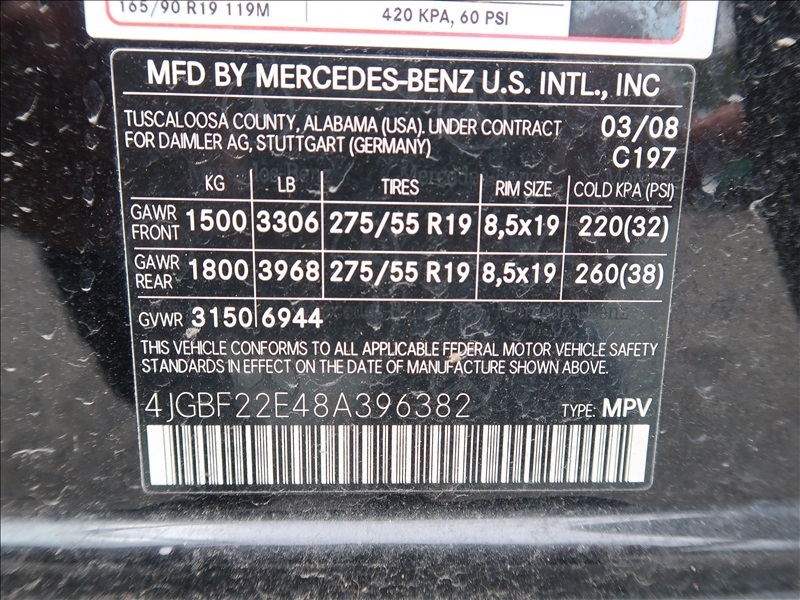 165/90 R19 119M
420 KPA, 60 PSI
MFD BY MERCEDES-BENZ U.S. INTL., INC
TUSCALOOSA COUNTY, ALABAMA (USA). UNDER CONTRACT
FOR DAIMLER AG, STUTTGART (GERMANY)
03/08
C197
KG LB TIRES RIM SIZE COLD KPA (PSI)
GAWR FRONT 1500 3306 275/55 R19 8,5x19 220(32)
GAWR REAR 1800 3968 275/55 R19 8,5x19 260(38)
GVWR 3150 6944
THIS VEHICLE CONFORMS TO ALL APPLICABLE FEDERAL MOTOR VEHICLE SAFETY
STANDARDS IN EFFECT ON THE DATE OF MANUFACTURE SHOWN ABOVE.
4JGBF22E48A396382 TYPE: MPV